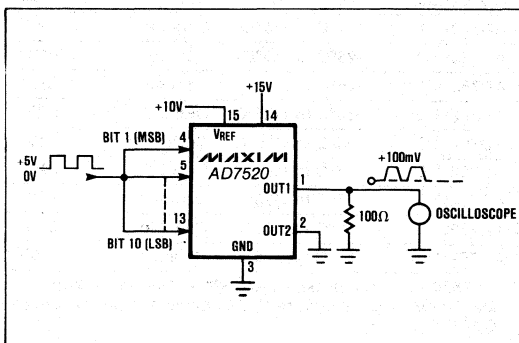 +15V
+10V
15
14
BIT 1 (MSB)
4
VREF
+5V
0V
5
MAXIM
AD7520
+100mV
OUT1
1
13
100Ω
OSCILLOSCOPE
OUT2
2
BIT 10 (LSB)
GND
3